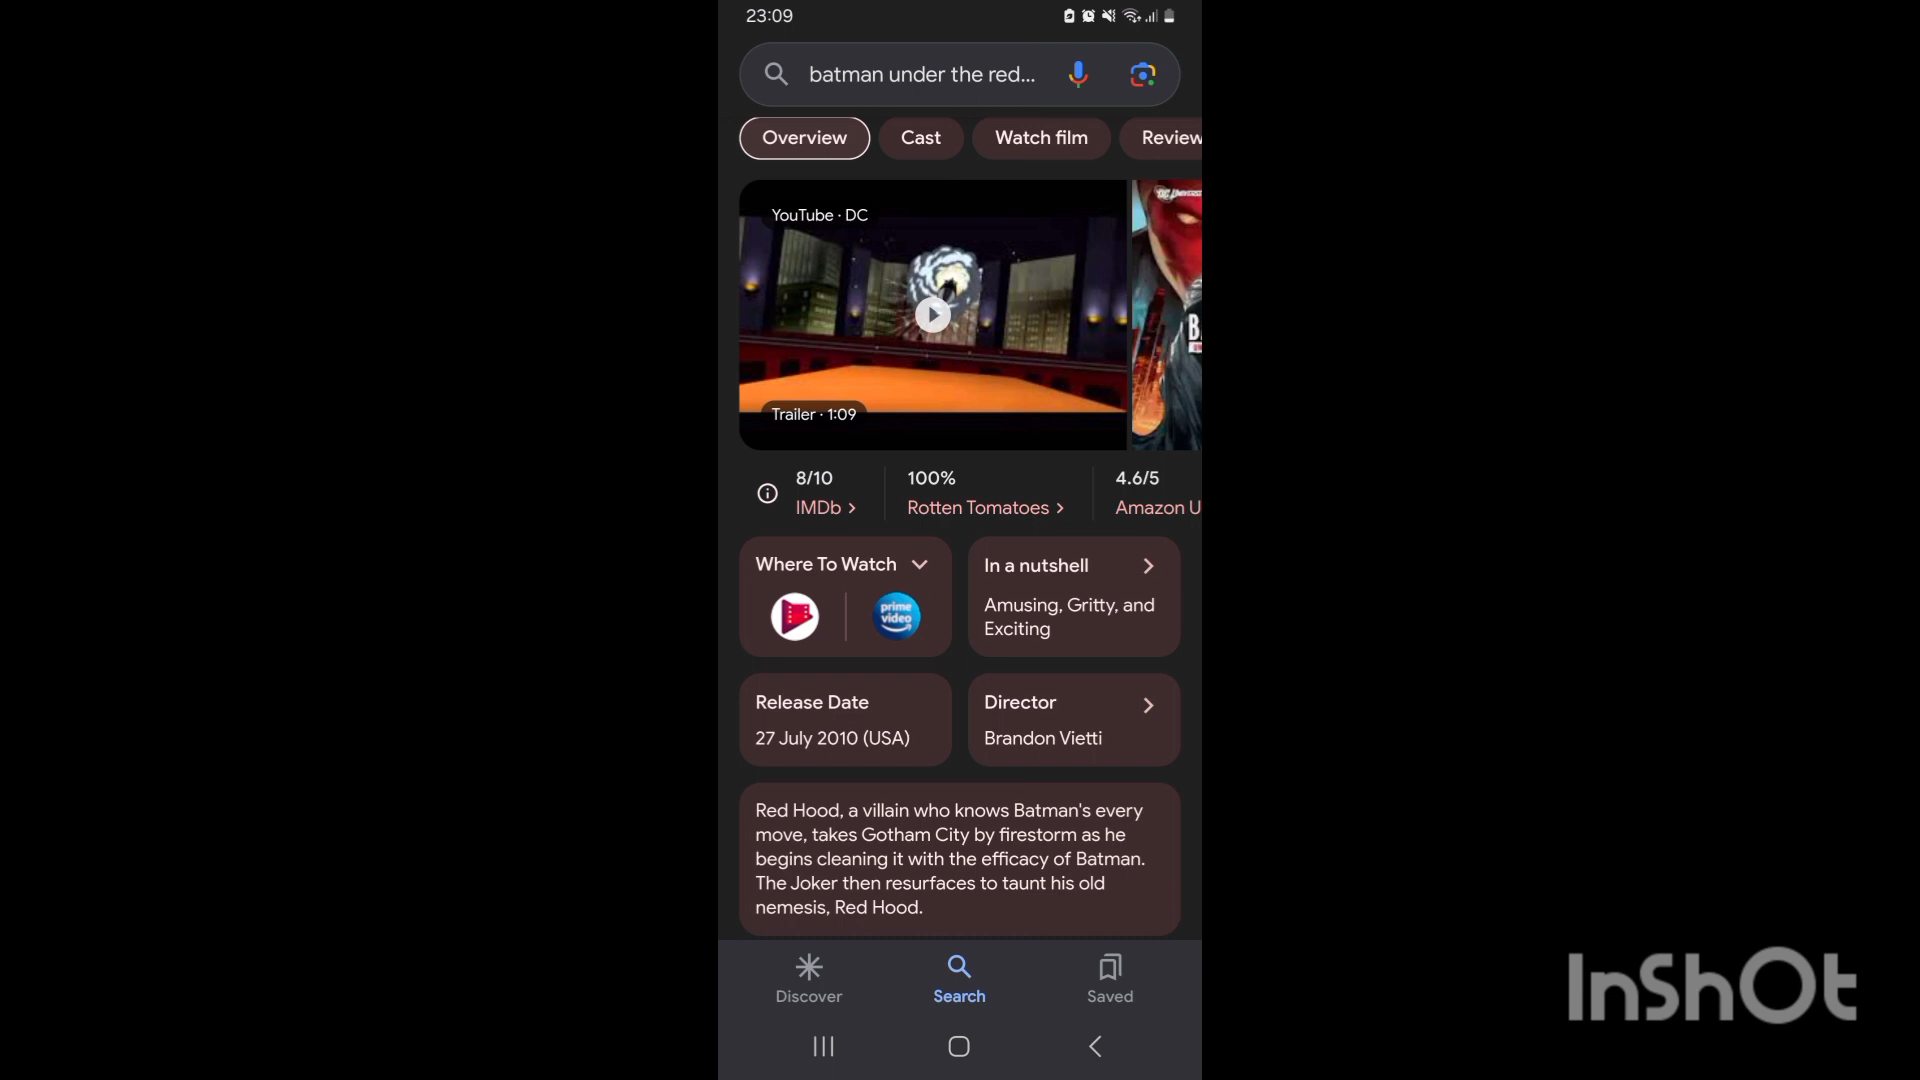 23:09
batman under the red...
Overview
Cast
Watch film
Review
YouTube · DC
Trailer · 1:09
8/10
IMDb
100%
Rotten Tomatoes
4.6/5
Amazon U
Where To Watch
prime
video
In a nutshell
Amusing, Gritty, and
Exciting
Release Date
27 July 2010 (USA)
Director
Brandon Vietti
Red Hood, a villain who knows Batman's every
move, takes Gotham City by firestorm as he
begins cleaning it with the efficacy of Batman.
The Joker then resurfaces to taunt his old
nemesis, Red Hood.
Discover
Search
Saved
InShOt